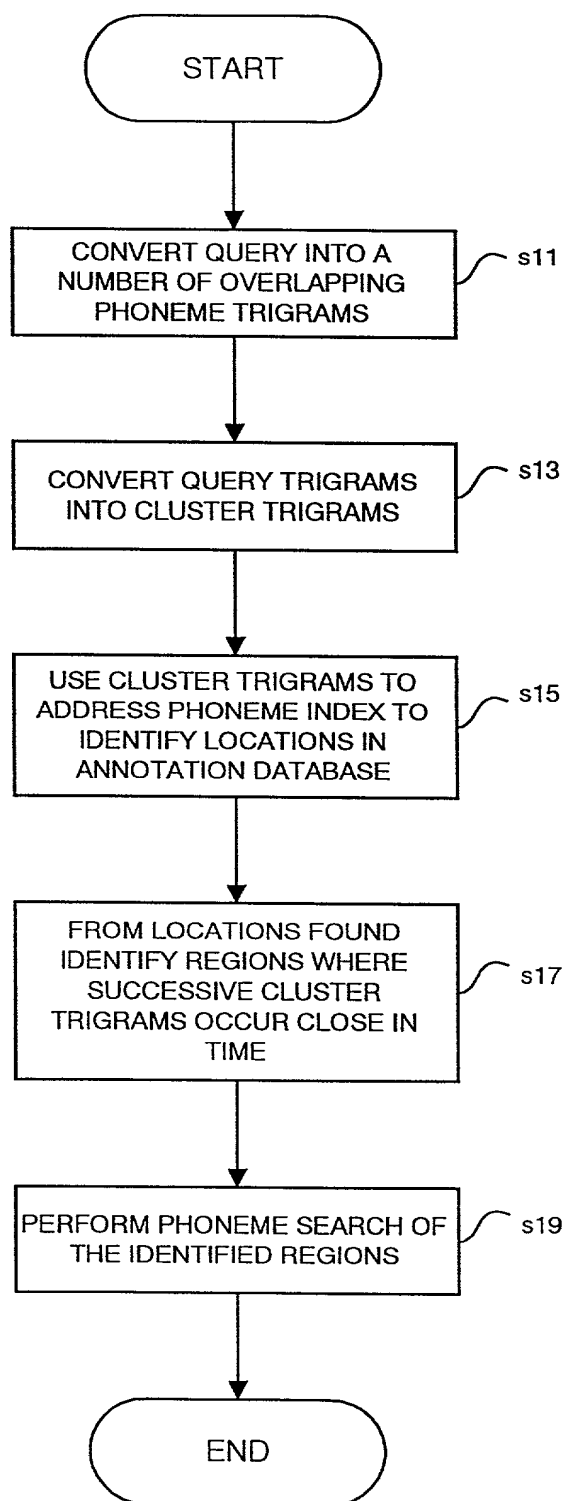 START
CONVERT QUERY INTO A
NUMBER OF OVERLAPPING
PHONEME TRIGRAMS
s11
CONVERT QUERY TRIGRAMS
INTO CLUSTER TRIGRAMS
s13
USE CLUSTER TRIGRAMS TO
ADDRESS PHONEME INDEX TO
IDENTIFY LOCATIONS IN
ANNOTATION DATABASE
s15
FROM LOCATIONS FOUND
IDENTIFY REGIONS WHERE
SUCCESSIVE CLUSTER
TRIGRAMS OCCUR CLOSE IN
TIME
s17
PERFORM PHONEME SEARCH OF
THE IDENTIFIED REGIONS
s19
END